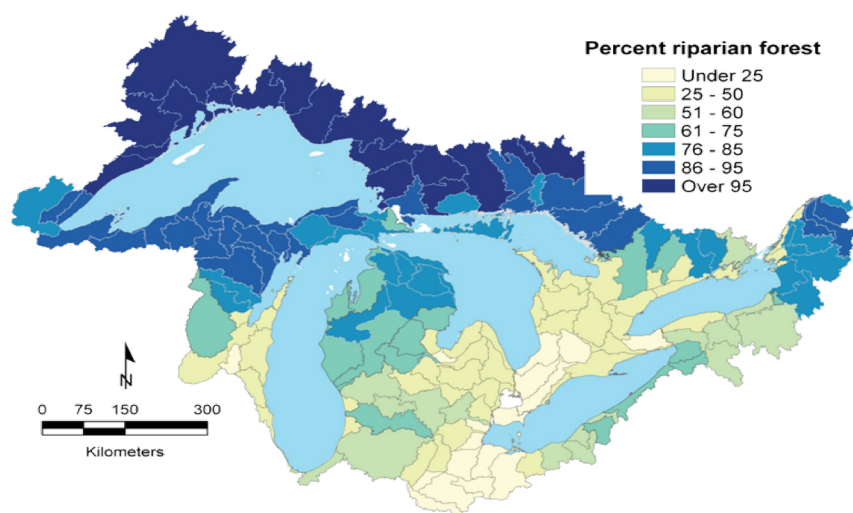 Percent riparian forest
Under 25
25 - 50
51 - 60
61 - 75
76 - 85
86 - 95
Over 95
N
0 75 150 300
Kilometers